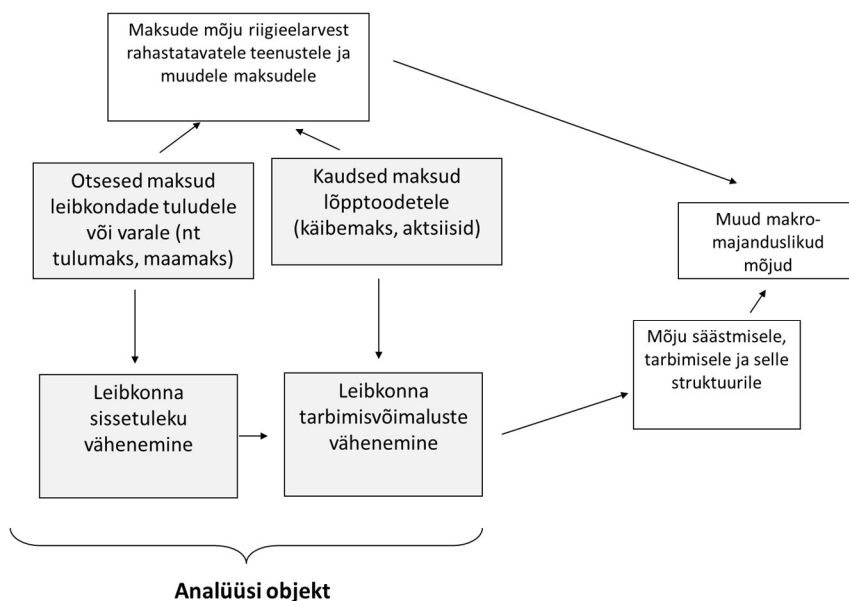 Maksude mõju riigieelarvest
rahastatavatele teenustele ja
muudele maksudele
Otsesed maksud
leibkondade tuludele
või varale (nt
tulumaks, maamaks)
Kaudsed maksud
lõpptoodetele
(käibemaks, aktsiisid)
Muud makro-
majanduslikud
mõjud
Mõju säästmisele,
tarbimisele ja selle
struktuurile
Leibkonna
sissetuleku
vähenemine
Leibkonna
tarbimisvõimaluste
vähenemine
Analüüsi objekt